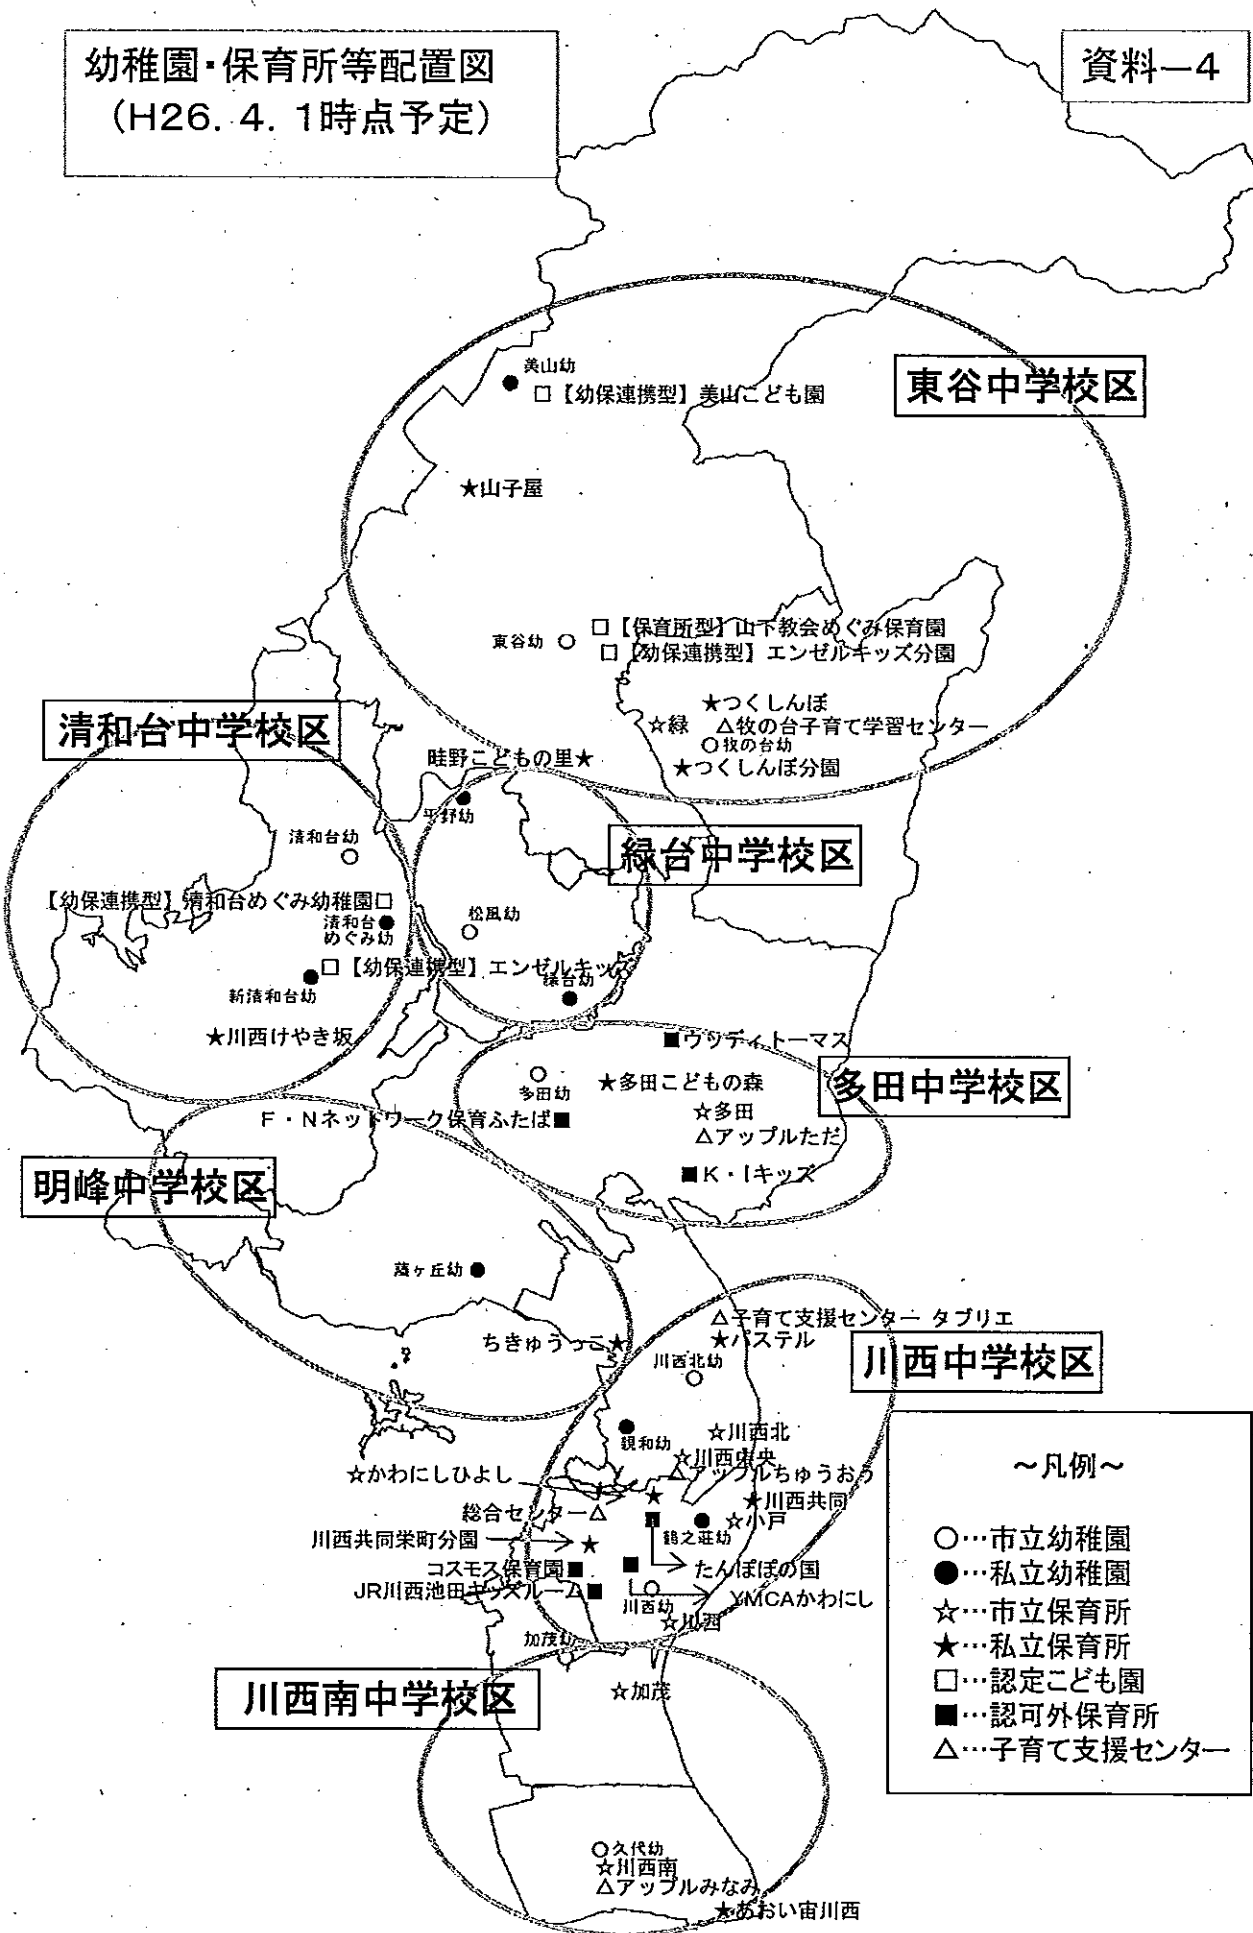 幼稚園・保育所等配置図
(H26.4.1時点予定)
資料－4
東谷中学校区
美山幼
□【幼保連携型】美山こども園
★山子屋
東谷幼
□【保育所型】山下教会めぐみ保育園
□【幼保連携型】エンゼルキッズ分園
★つくしんぼ
☆緑 △牧の台子育て学習センター
○牧の台幼
★つくしんぼ分園
畦野こどもの里★
清和台中学校区
清和台幼
【幼保連携型】清和台めぐみ幼稚園□
清和台
めぐみ幼
□【幼保連携型】エンゼルキッズ
新清和台幼
★川西けやき坂
緑台中学校区
平野幼
松風幼
緑台幼
多田中学校区
■ウッディトーマス
多田幼
★多田こどもの森
☆多田
△アップルただ
F・Nネットワーク保育ふたば■
■K・Iキッズ
明峰中学校区
藤ヶ丘幼
ちきゅうっこ★
川西中学校区
△子育て支援センター タブリエ
★パステル
川西北幼
親和幼
☆川西北
☆川西中央
△アップルちゅうおう
☆かわにしひよし
★川西共同
総合センター△
☆小戸
鶴之荘幼
川西共同栄町分園
たんぽぽの国
コスモス保育園■
JR川西池田キッズルーム■
川西幼
YMCAかわにし
☆川西
川西南中学校区
加茂幼
☆加茂
○久代幼
☆川西南
△アップルみなみ
★あおい宙川西
～凡例～
○…市立幼稚園
●…私立幼稚園
☆…市立保育所
★…私立保育所
□…認定こども園
■…認可外保育所
△…子育て支援センター